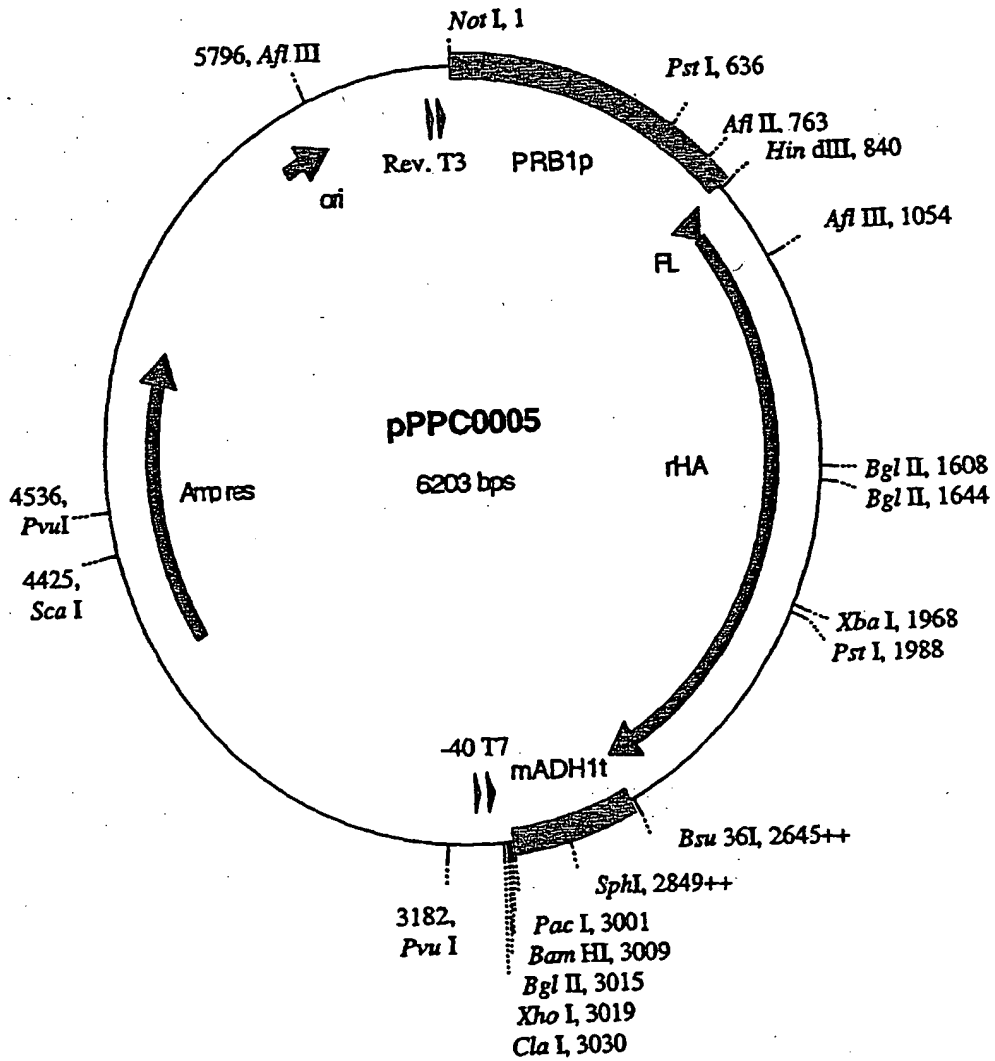 Not I, 1
5796, Afl III
Pst I, 636
Afl II, 763
Hin dIII, 840
Rev. T3
PRB1p
ori
Afl III, 1054
FL
pPPC0005
6203 bps
rHA
Amp res
Bgl II, 1608
Bgl II, 1644
4536,
PvuI
4425,
Sca I
Xba I, 1968
Pst I, 1988
-40 T7
mADH1t
Bsu 36I, 2645++
SphI, 2849++
3182,
Pvu I
Pac I, 3001
Bam HI, 3009
Bgl II, 3015
Xho I, 3019
Cla I, 3030